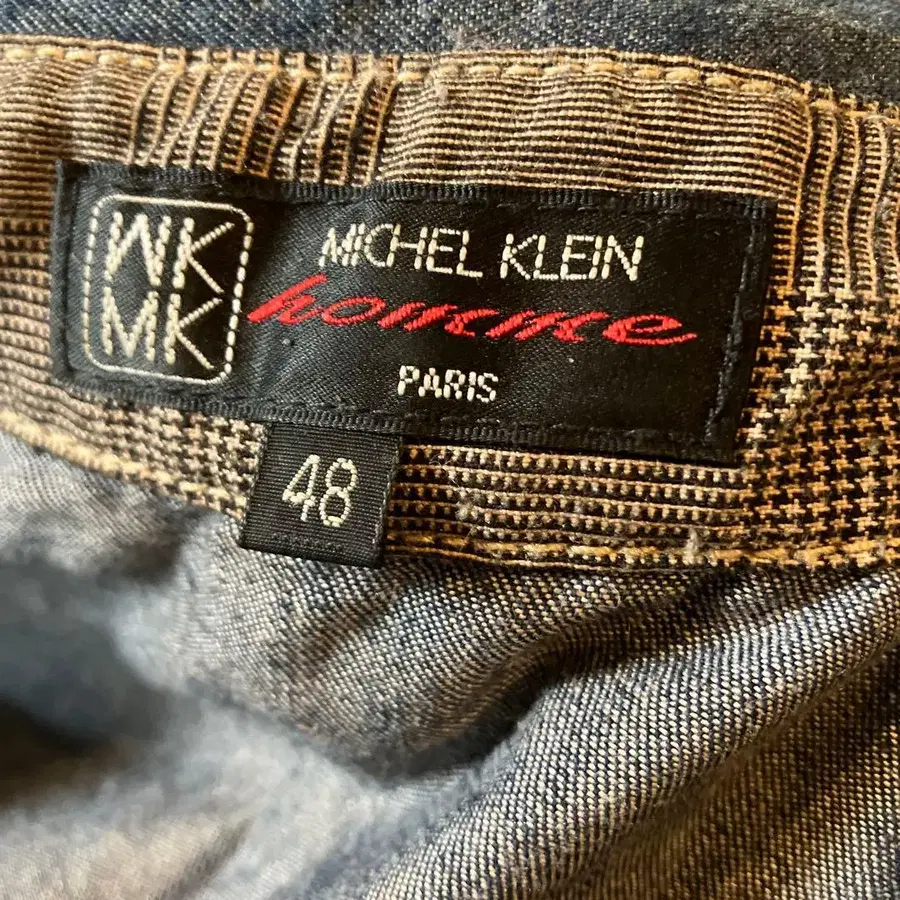 MK
MK
MICHEL KLEIN
homme
PARIS
48